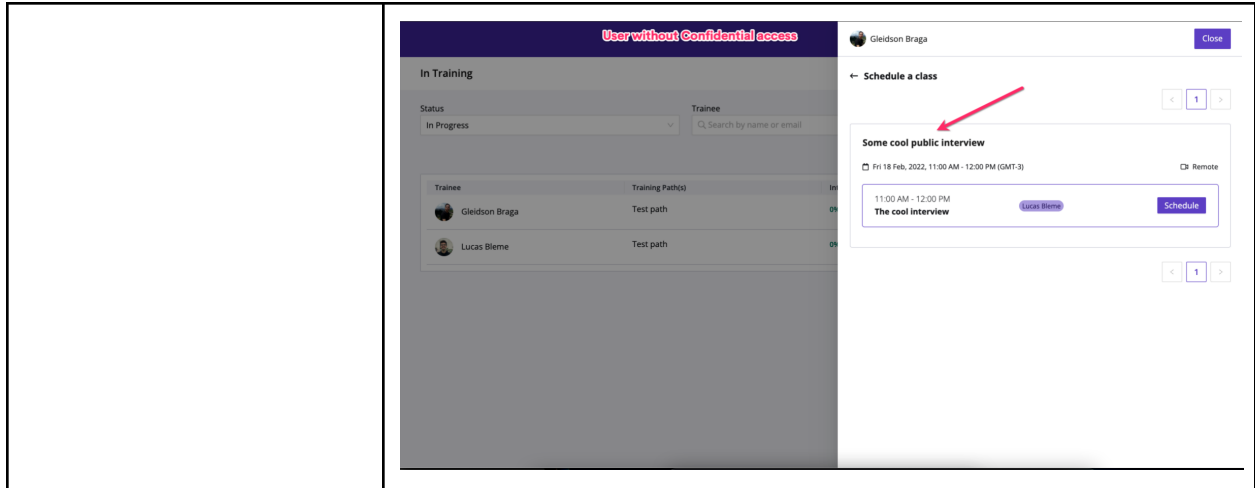 User without Confidential access
Gleidson Braga
Close
In Training
← Schedule a class
Status
Trainee
In Progress
Search by name or email
< 1 >
Some cool public interview
Fri 18 Feb, 2022, 11:00 AM - 12:00 PM (GMT-3)
Remote
11:00 AM - 12:00 PM
The cool interview
Lucas Bleme
Schedule
Trainee
Training Path(s)
Gleidson Braga
Test path
0%
Lucas Bleme
Test path
< 1 >